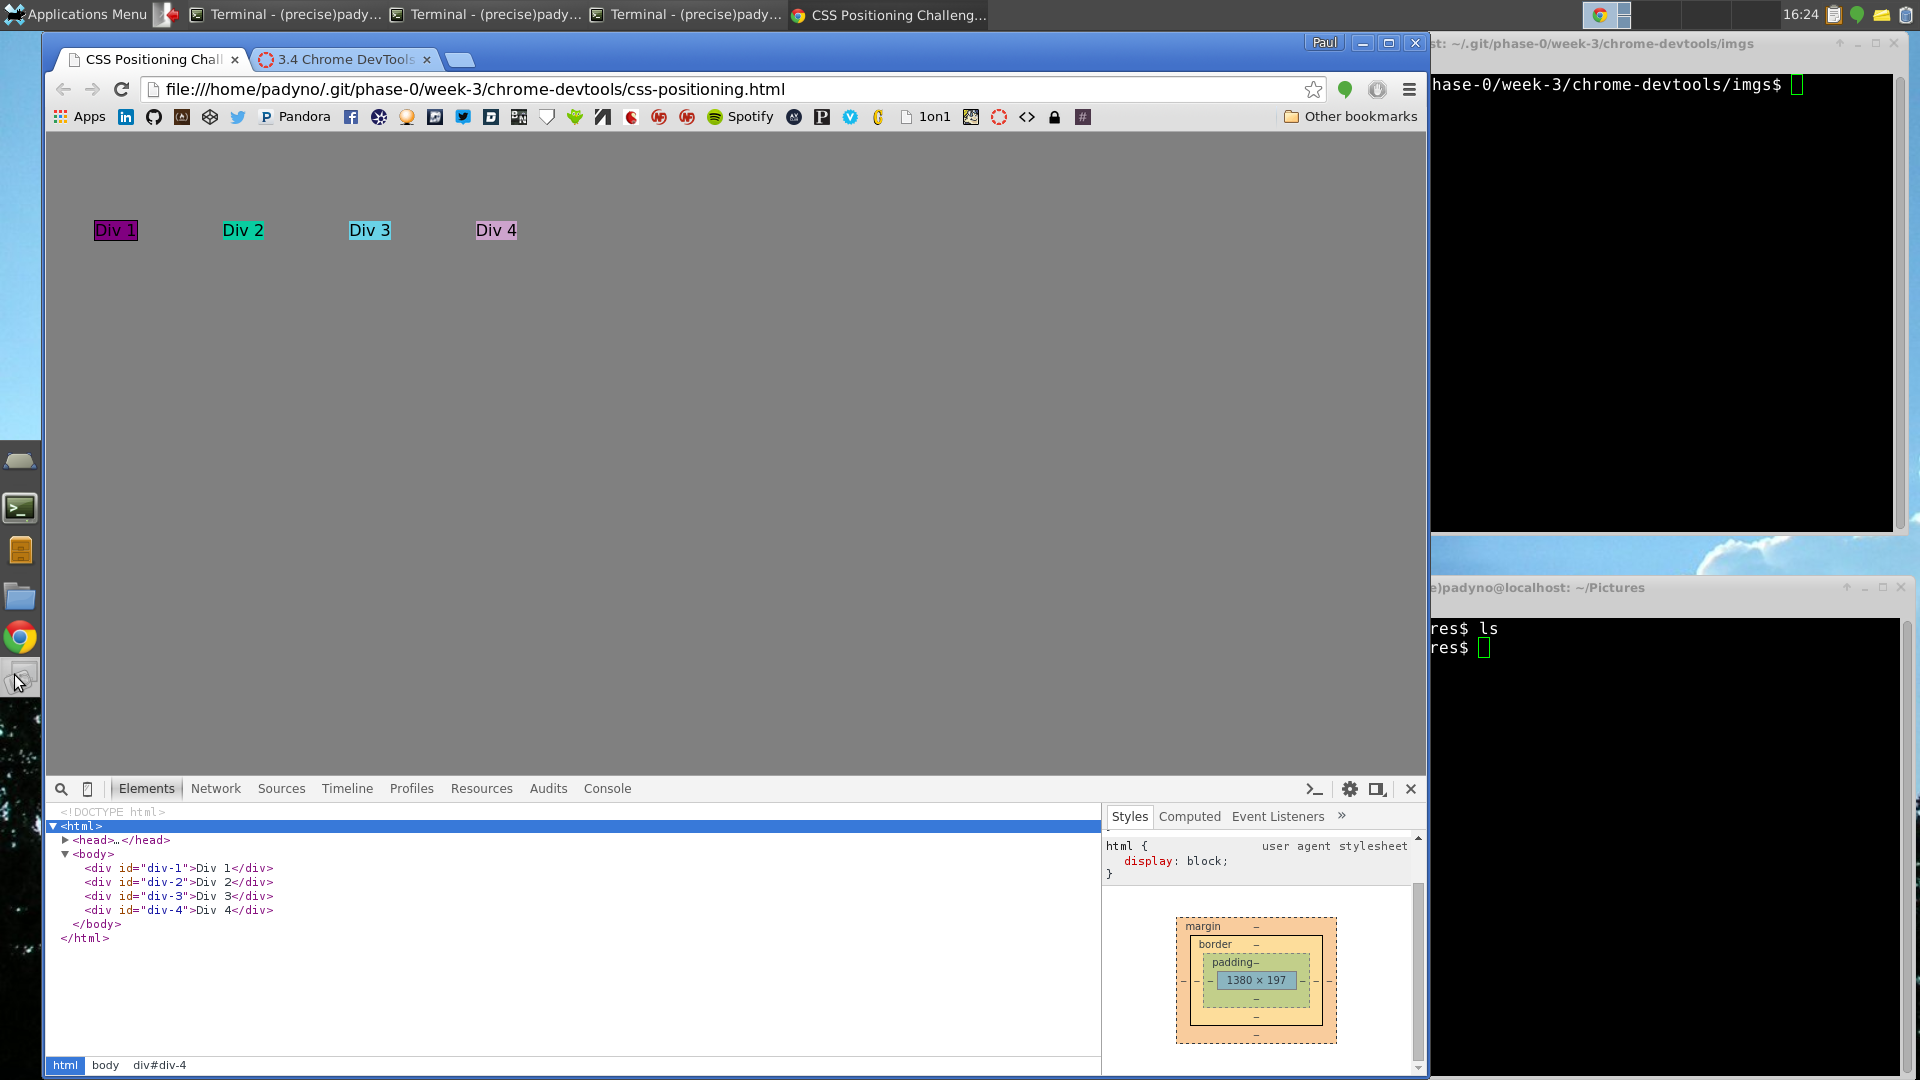 Applications Menu
Terminal - (precise)pady...
Terminal - (precise)pady...
Terminal - (precise)pady...
CSS Positioning Challeng...
16:24
Paul
CSS Positioning Chall
3.4 Chrome DevTools
file:///home/padyno/.git/phase-0/week-3/chrome-devtools/css-positioning.html
Apps
Pandora
Spotify
1on1
Other bookmarks
Div 1
Div 2
Div 3
Div 4
Elements
Network
Sources
Timeline
Profiles
Resources
Audits
Console
<!DOCTYPE html>
<html>
<head>…</head>
<body>
<div id="div-1">Div 1</div>
<div id="div-2">Div 2</div>
<div id="div-3">Div 3</div>
<div id="div-4">Div 4</div>
</body>
</html>
html
body
div#div-4
Styles
Computed
Event Listeners
»
html {
user agent stylesheet
display: block;
}
margin
border
padding
1380 × 197
st: ~/.git/phase-0/week-3/chrome-devtools/imgs
hase-0/week-3/chrome-devtools/imgs$
e)padyno@localhost: ~/Pictures
res$ ls
res$